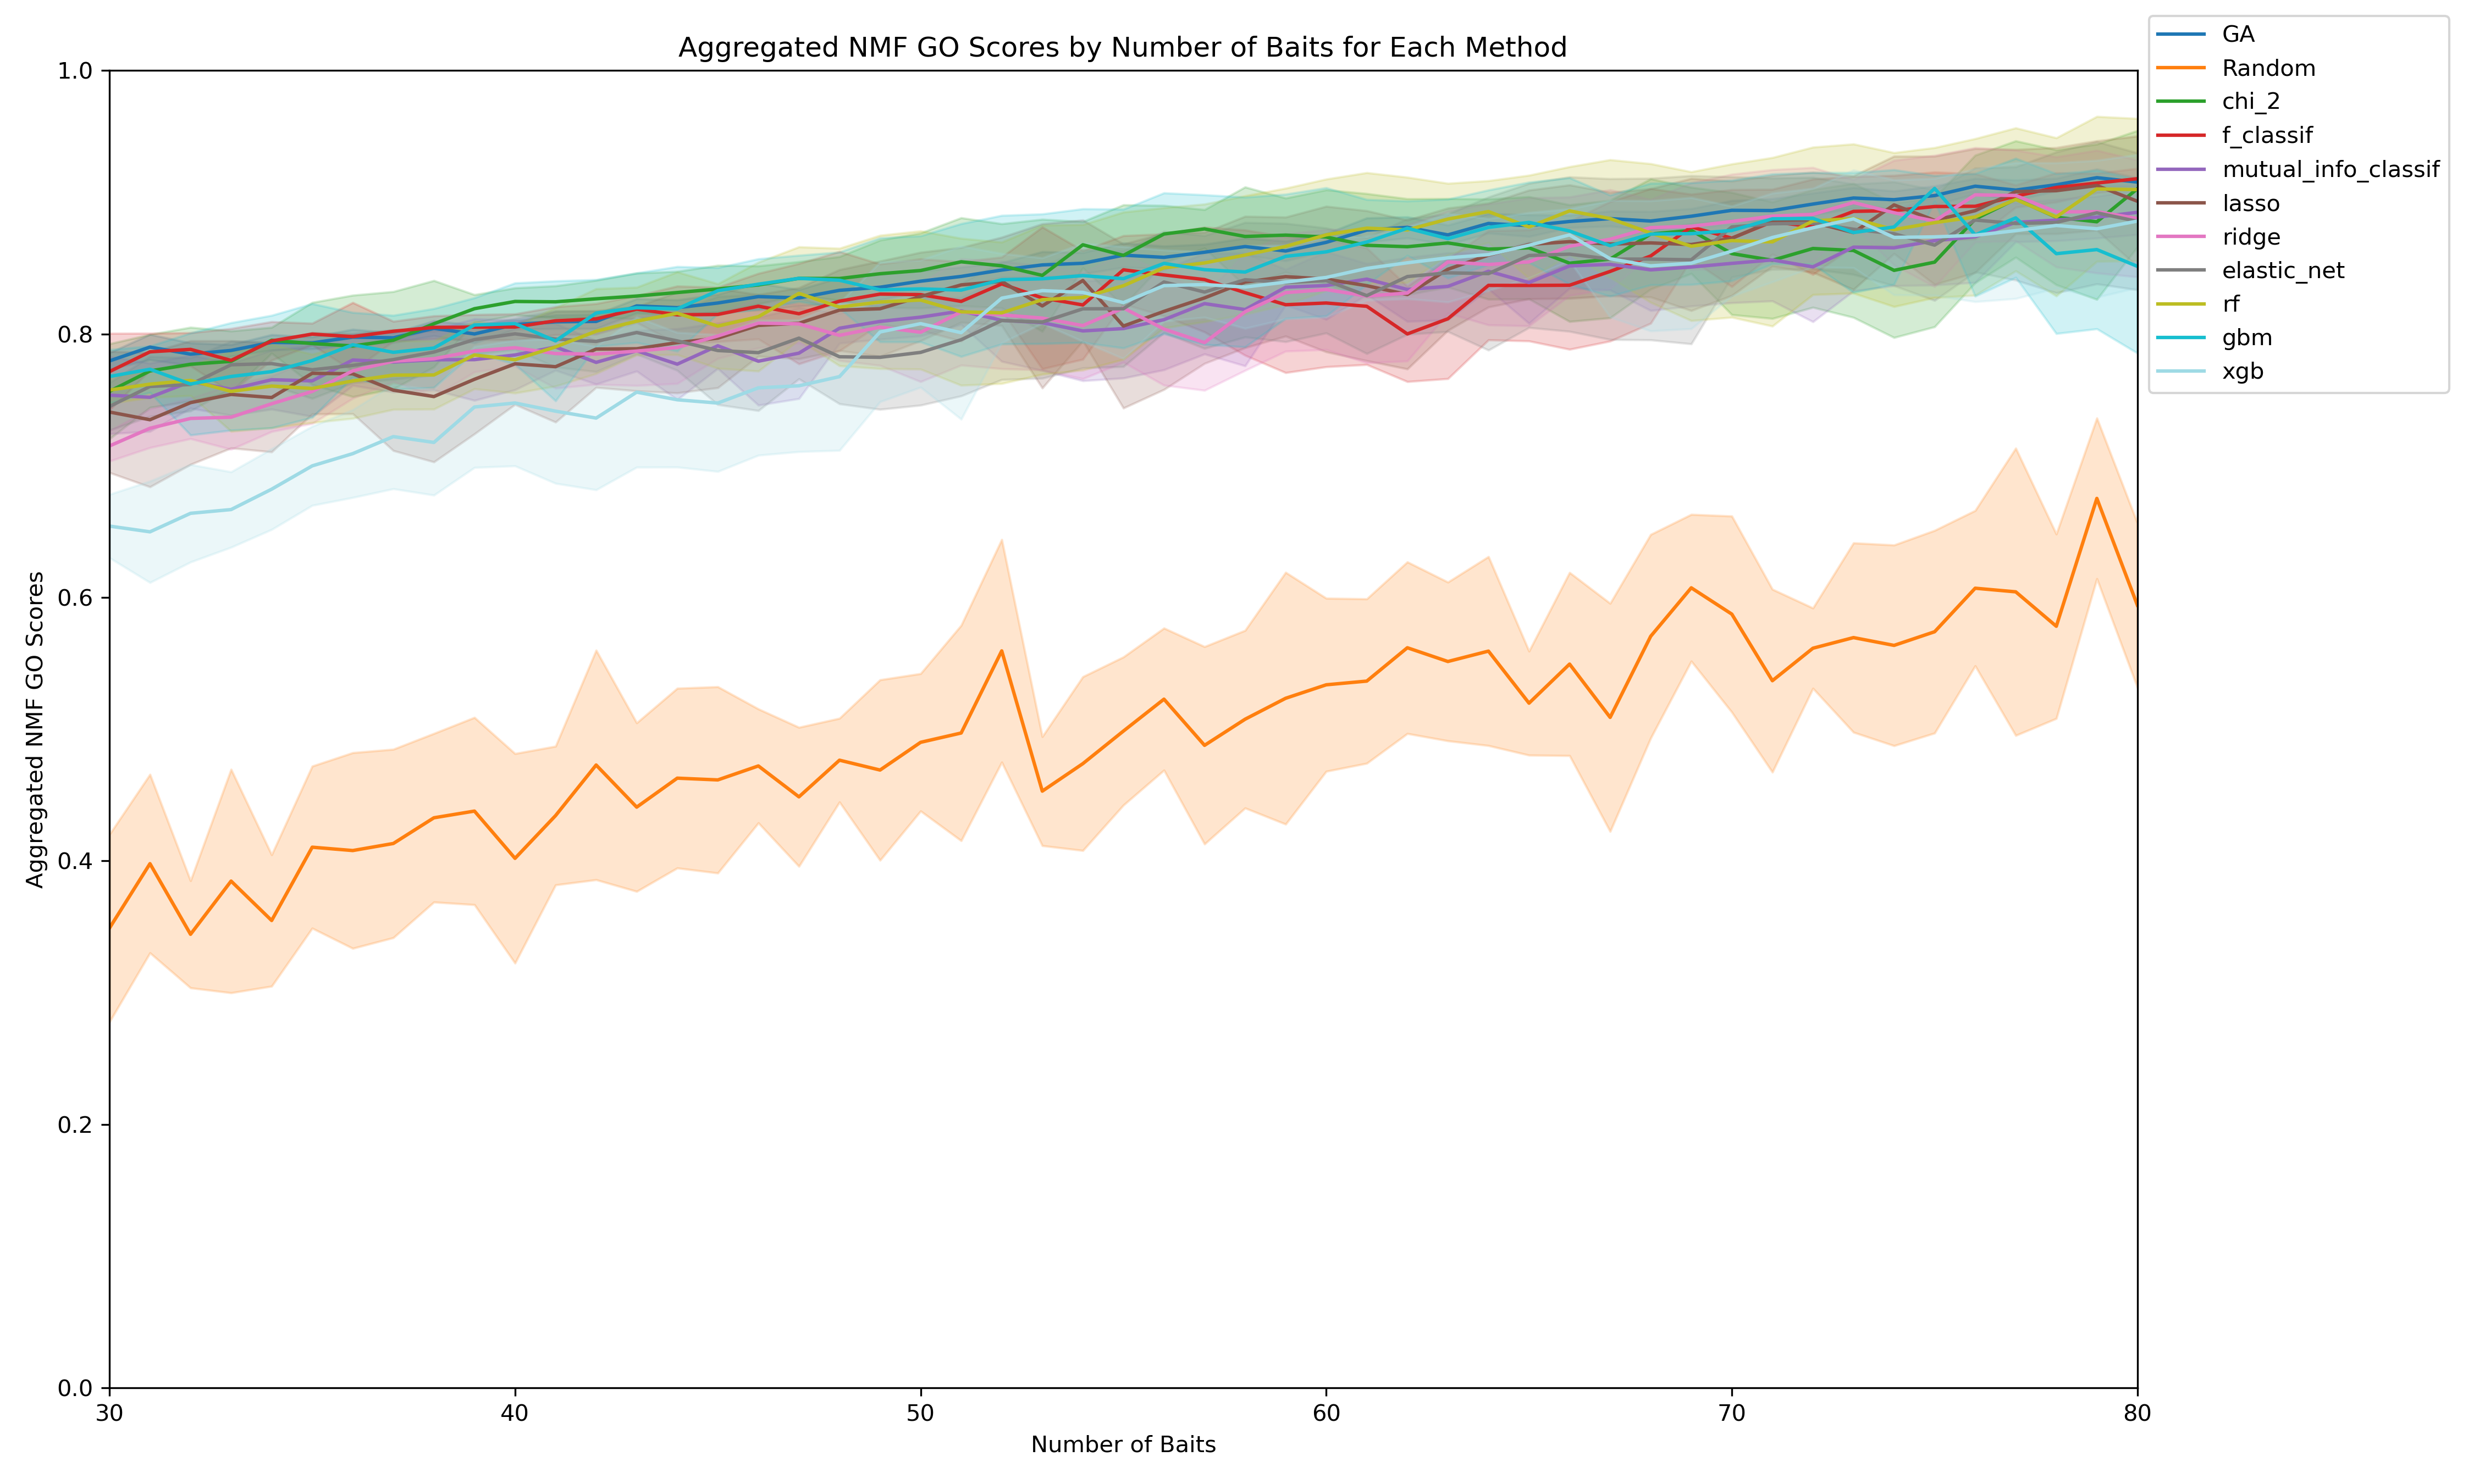 Aggregated NMF GO Scores by Number of Baits for Each Method
GA
Random
chi_2
f_classif
mutual_info_classif
lasso
ridge
elastic_net
rf
gbm
xgb
Aggregated NMF GO Scores
1.0
0.8
0.6
0.4
0.2
0.0
30 40 50 60 70 80
Number of Baits